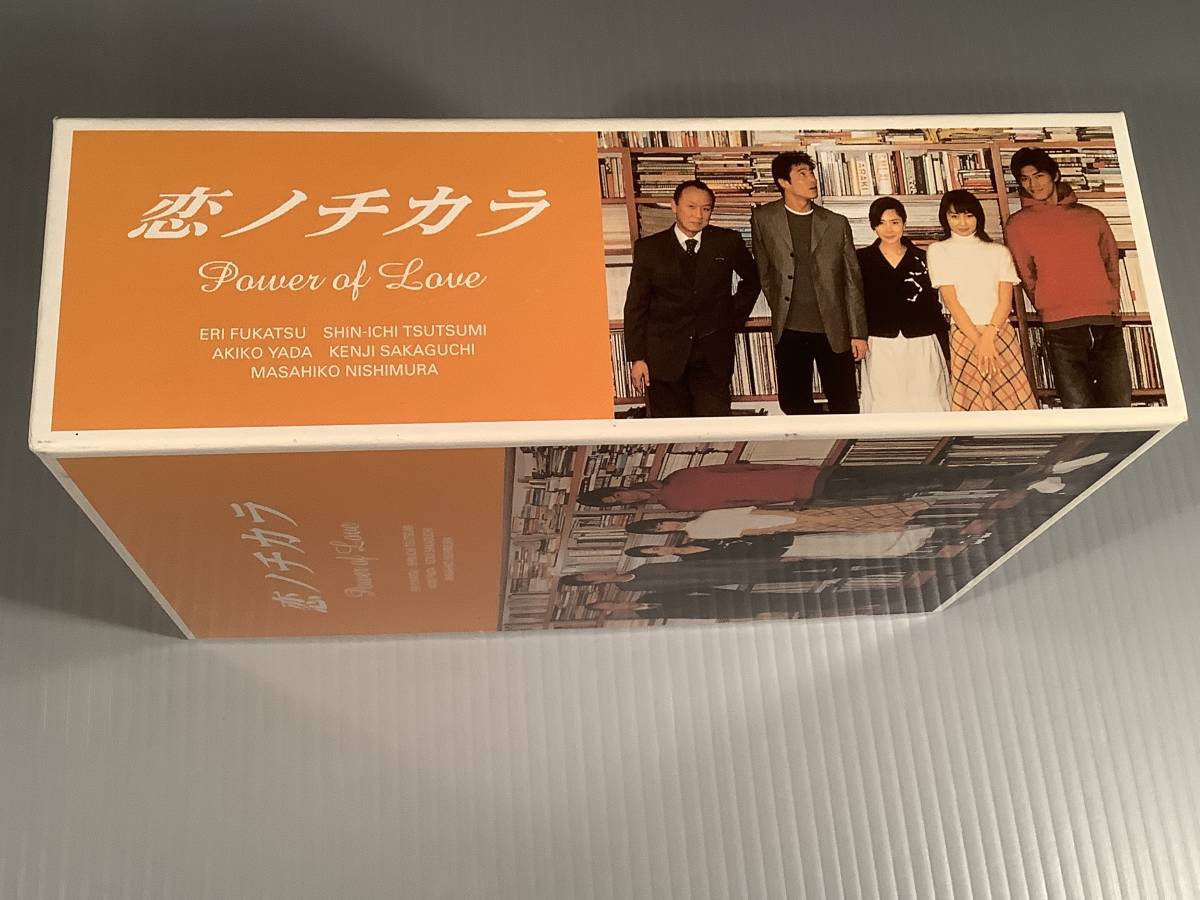 恋ノチカラ
Power of Love
ERI FUKATSU SHIN-ICHI TSUTSUMI
AKIKO YADA KENJI SAKAGUCHI
MASAHIKO NISHIMURA
ARAKI
恋ノチカラ
Power of Love